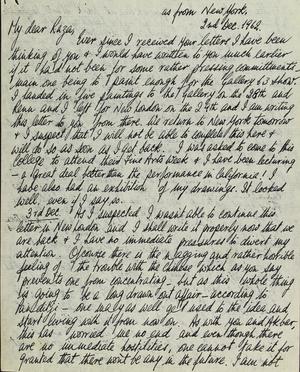 as from New York,
2nd Dec. 1962.
My dear Raza,
Ever since I received your letter I have been
thinking of you & I would have written to you much earlier
if it had not been for some rather pressing commitments
main one being to paint enough for the Gallery 63 show
I landed by five paintings to the Gallery on the 28th and
Renu and I left for New London on the 29th and I am writing
this letter to you from there. We return to New York tomorrow
& I suspect that I will not be able to complete this here &
will do so as soon as I get back. I was asked to come to this
College to attend their Fine Arts week & I have been lecturing
– a great deal better than the performance in California! I
have also had an exhibition of my drawings. It looked
well, even if I say so.
3rd Dec. As I suspected I wasn't able to continue this
letter in New London and I shall write it properly now that we
are back & I have no immediate pressures to divert my
attention. Of course there is the nagging and rather horrible
feeling of the trouble with the Chinese which as you say
prevents one from concentrating – but as this whole thing
is going to be a long drawn out affair – according to
Panditji – one may as well get used to the idea and
start living with it from now on. As with you and Akbar
this has worried me no end and even though there
are no immediate hostilities, one cannot take it for
granted that there wont be any in the future. I am not